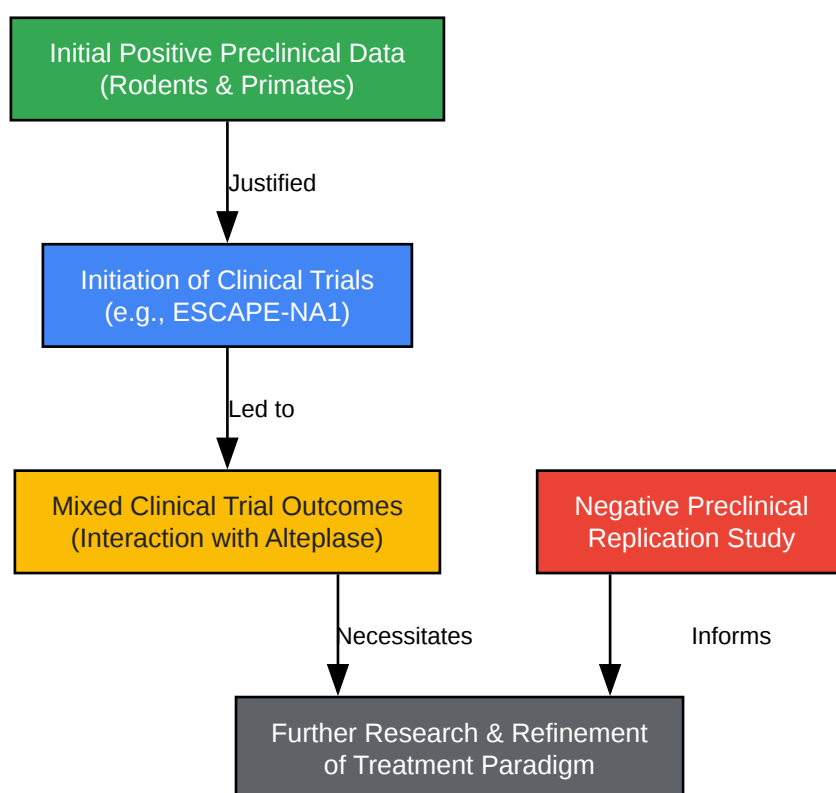 Initial Positive Preclinical Data
(Rodents & Primates)
Justified
Initiation of Clinical Trials
(e.g., ESCAPE-NA1)
Led to
Mixed Clinical Trial Outcomes
(Interaction with Alteplase)
Negative Preclinical
Replication Study
Necessitates
Informs
Further Research & Refinement
of Treatment Paradigm